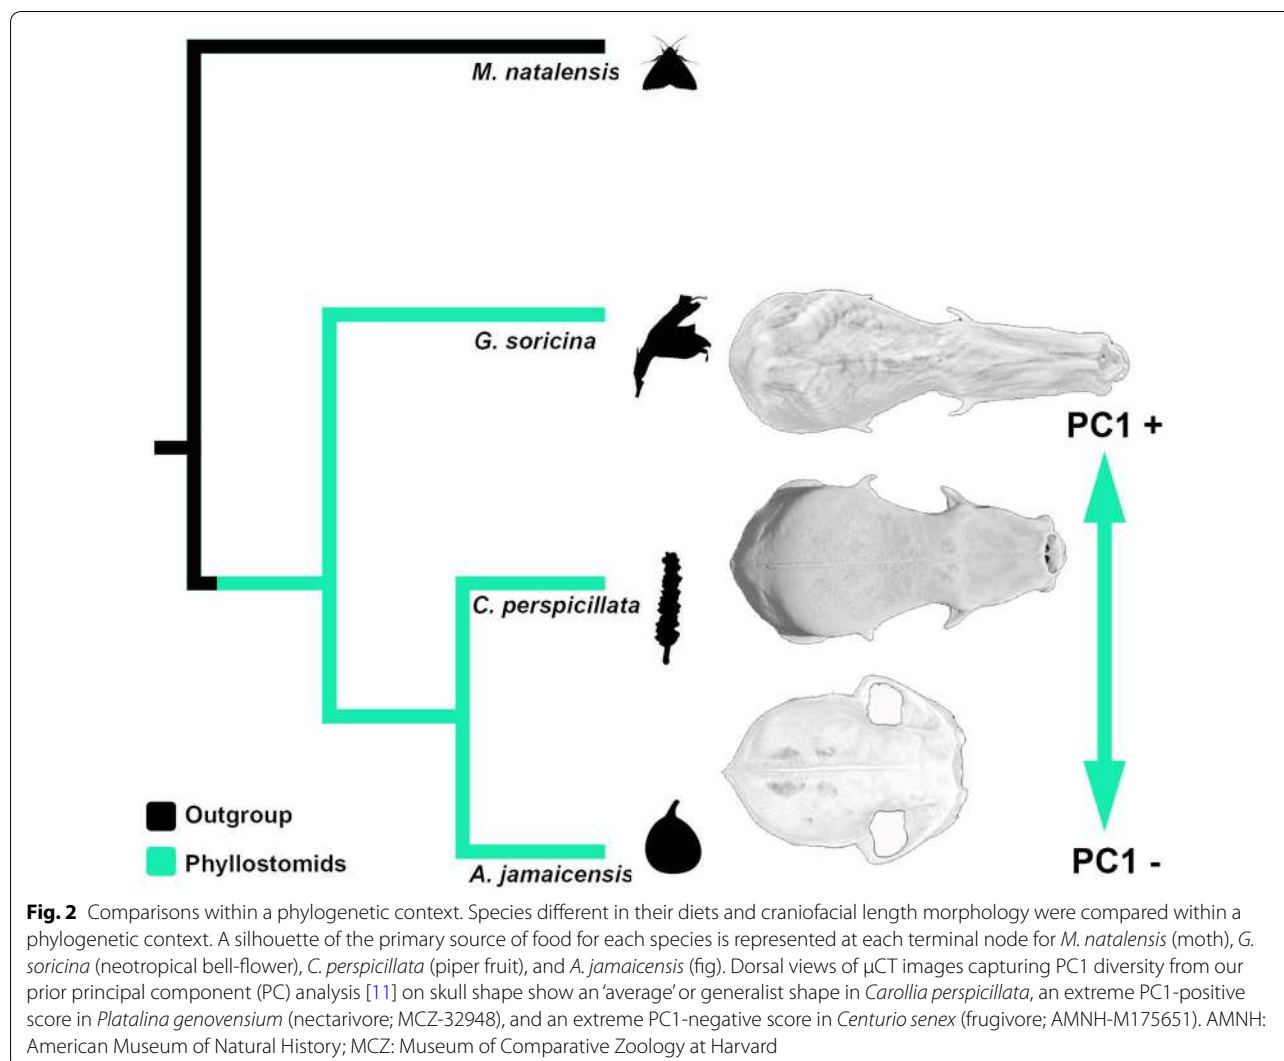 M. natalensis
G. soricina
PC1 +
C. perspicillata
Outgroup
Phyllostomids
PC1 -
A. jamaicensis
Fig. 2 Comparisons within a phylogenetic context. Species different in their diets and craniofacial length morphology were compared within a
phylogenetic context. A silhouette of the primary source of food for each species is represented at each terminal node for M. natalensis (moth), G.
soricina (neotropical bell-flower), C. perspicillata (piper fruit), and A. jamaicensis (fig). Dorsal views of µCT images capturing PC1 diversity from our
prior principal component (PC) analysis [11] on skull shape show an ‘average’ or generalist shape in Carollia perspicillata, an extreme PC1-positive
score in Platalina genovensium (nectarivore; MCZ-32948), and an extreme PC1-negative score in Centurio senex (frugivore; AMNH-M175651). AMNH:
American Museum of Natural History; MCZ: Museum of Comparative Zoology at Harvard